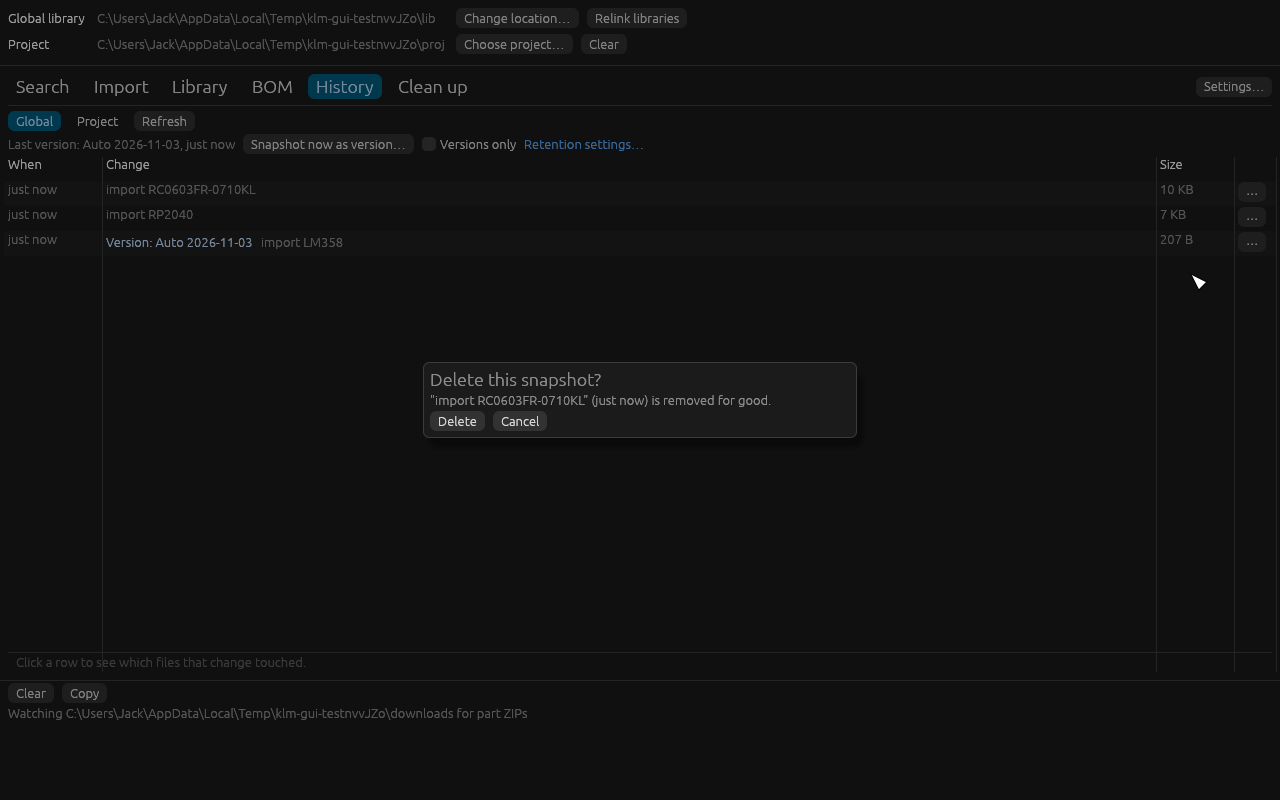 Global library C:\Users\Jack\AppData\Local\Temp\klm-gui-testnvvJZo\lib Change location… Relink libraries
Project C:\Users\Jack\AppData\Local\Temp\klm-gui-testnvvJZo\proj Choose project… Clear
Search Import Library BOM History Clean up Settings…
Global Project Refresh
Last version: Auto 2026-11-03, just now Snapshot now as version… Versions only Retention settings…
When Change Size
just now import RC0603FR-0710KL 10 KB …
just now import RP2040 7 KB …
just now Version: Auto 2026-11-03 import LM358 207 B …
Delete this snapshot?
"import RC0603FR-0710KL" (just now) is removed for good.
Delete Cancel
Click a row to see which files that change touched.
Clear Copy
Watching C:\Users\Jack\AppData\Local\Temp\klm-gui-testnvvJZo\downloads for part ZIPs